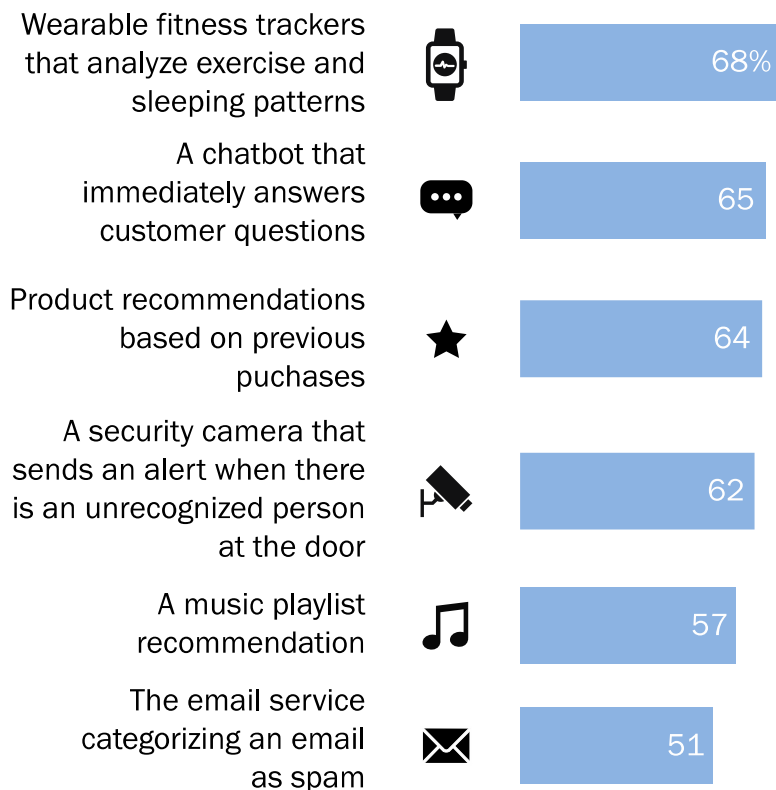 Wearable fitness trackers
that analyze exercise and
sleeping patterns
68%
A chatbot that
immediately answers
customer questions
65
Product recommendations
based on previous
puchases
64
A security camera that
sends an alert when there
is an unrecognized person
at the door
62
A music playlist
recommendation
57
The email service
categorizing an email
as spam
51